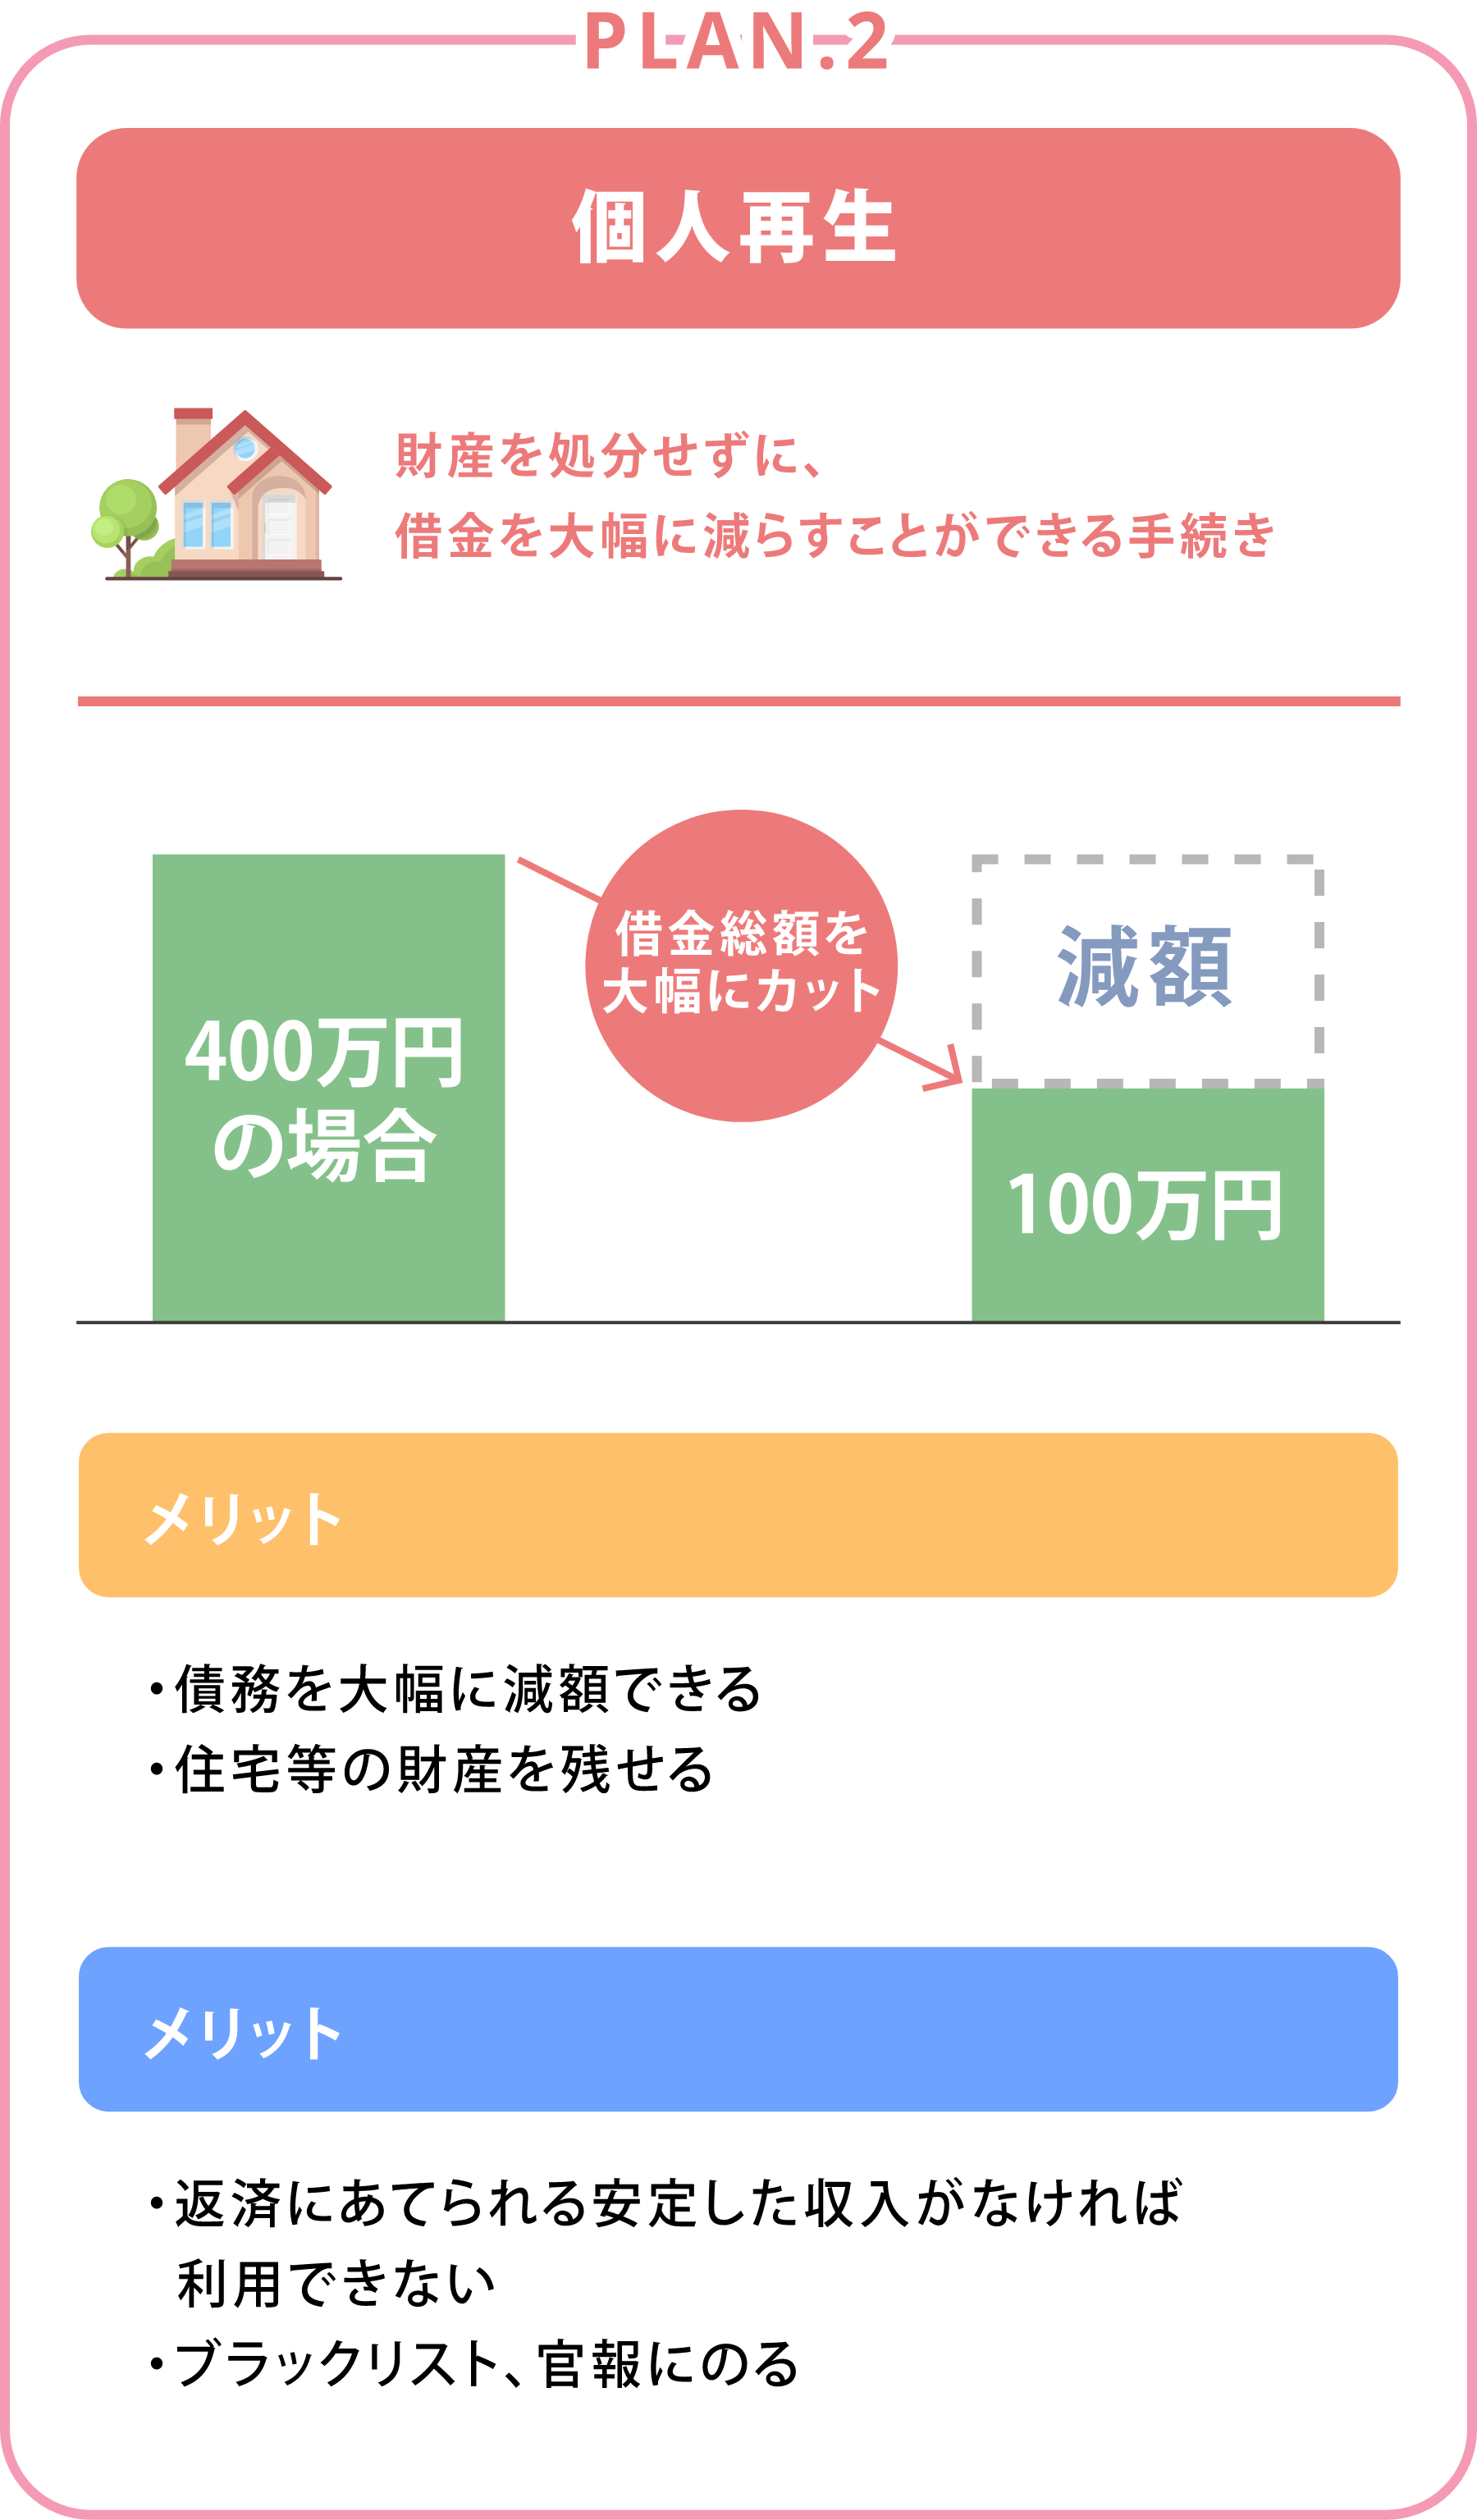 PLAN.2
個人再生
財産を処分せずに、
借金を大幅に減らすことができる手続き
借金総額を
大幅にカット
減額
400万円
の場合
100万円
メリット
・債務を大幅に減額できる
・住宅等の財産を残せる
メリット
・返済にあてられる安定した収入がなければ
利用できない
・ブラックリスト、官報にのる